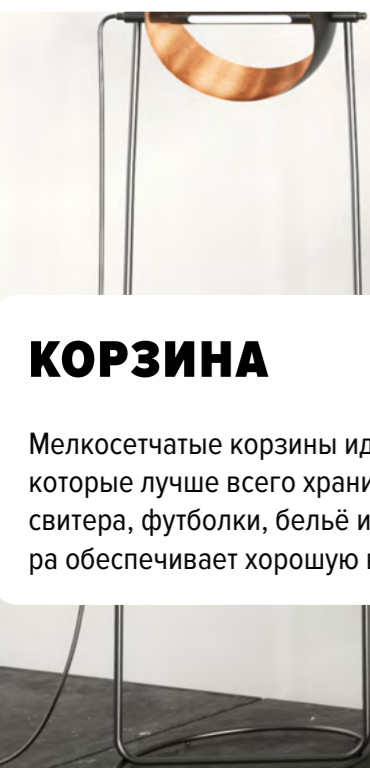 КОРЗИНА
Мелкосетчатые корзины
которые лучше всего
свитера, футболки, бельё и
ра обеспечивает хорошую